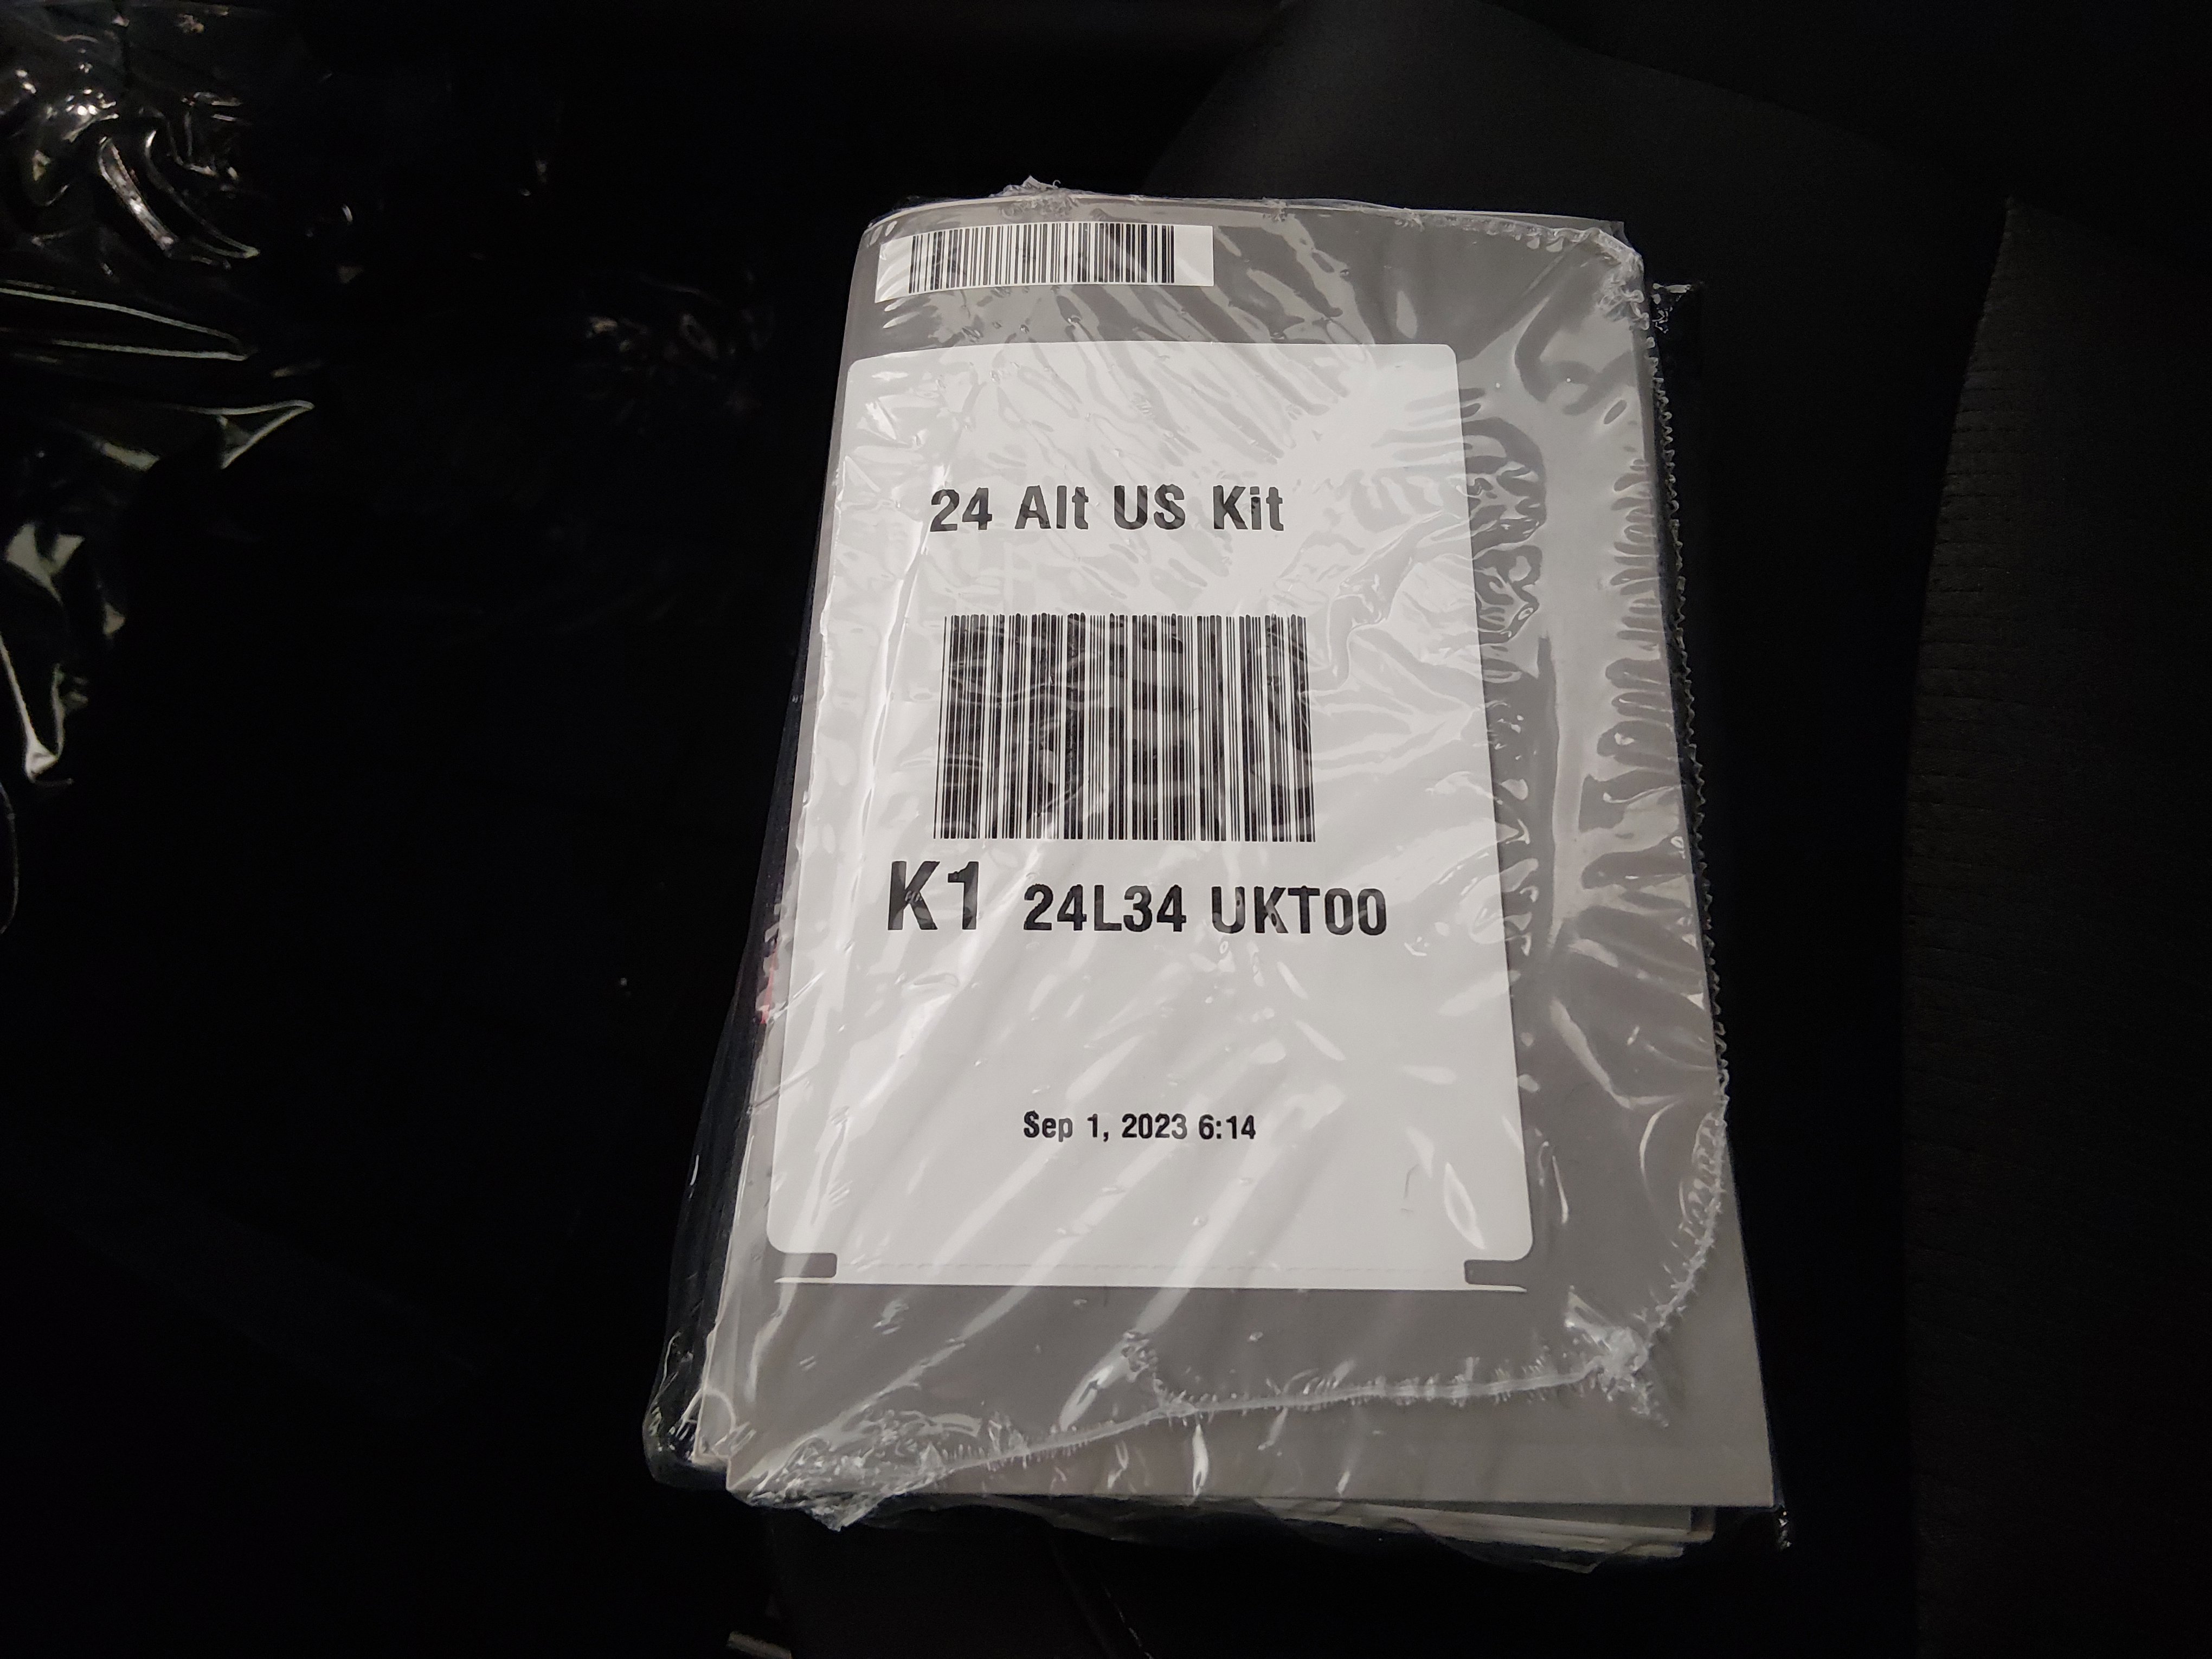 24 Alt US Kit
K1 24L34 UKT00
Sep 1, 2023 6:14